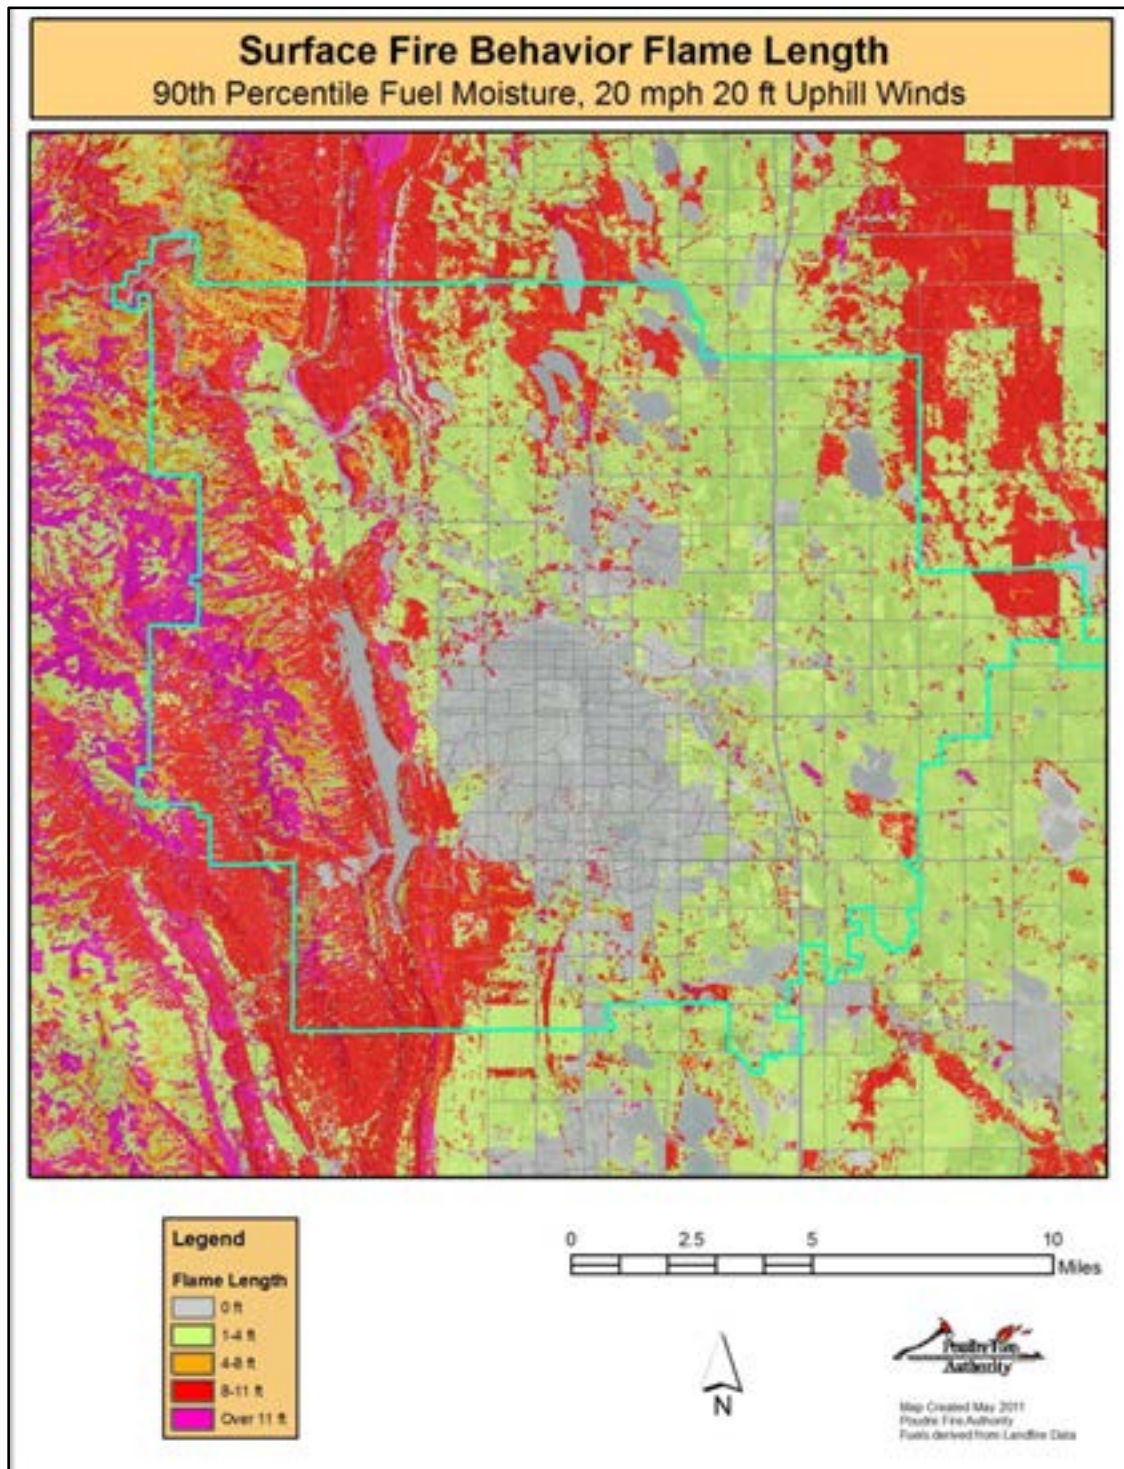 Surface Fire Behavior Flame Length
90th Percentile Fuel Moisture, 20 mph 20 ft Uphill Winds
Legend
Flame Length
0 ft
1-4 ft
4-8 ft
8-11 ft
Over 11 ft
0 2.5 5 10
Miles
N
Poudre Fire
Authority
Map Created May 2011
Poudre Fire Authority
Fuels derived from Landfire Data